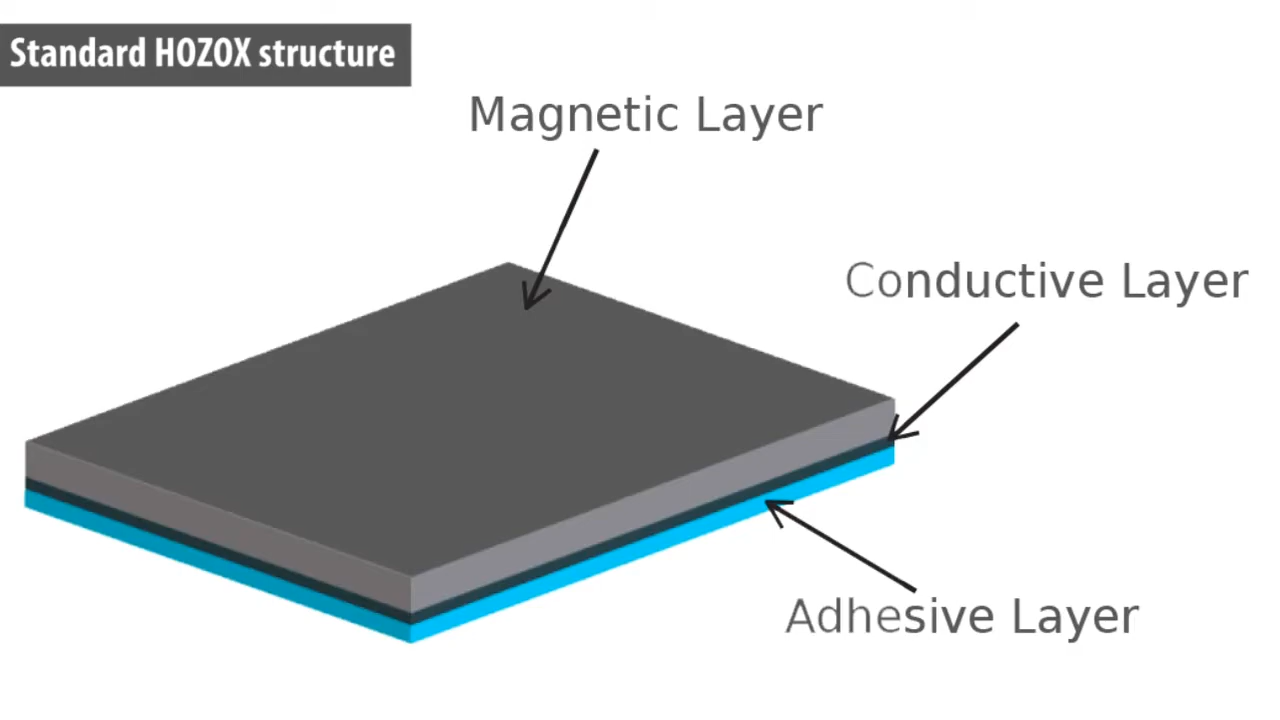 Standard HOZOX structure
Magnetic Layer
Conductive Layer
Adhesive Layer